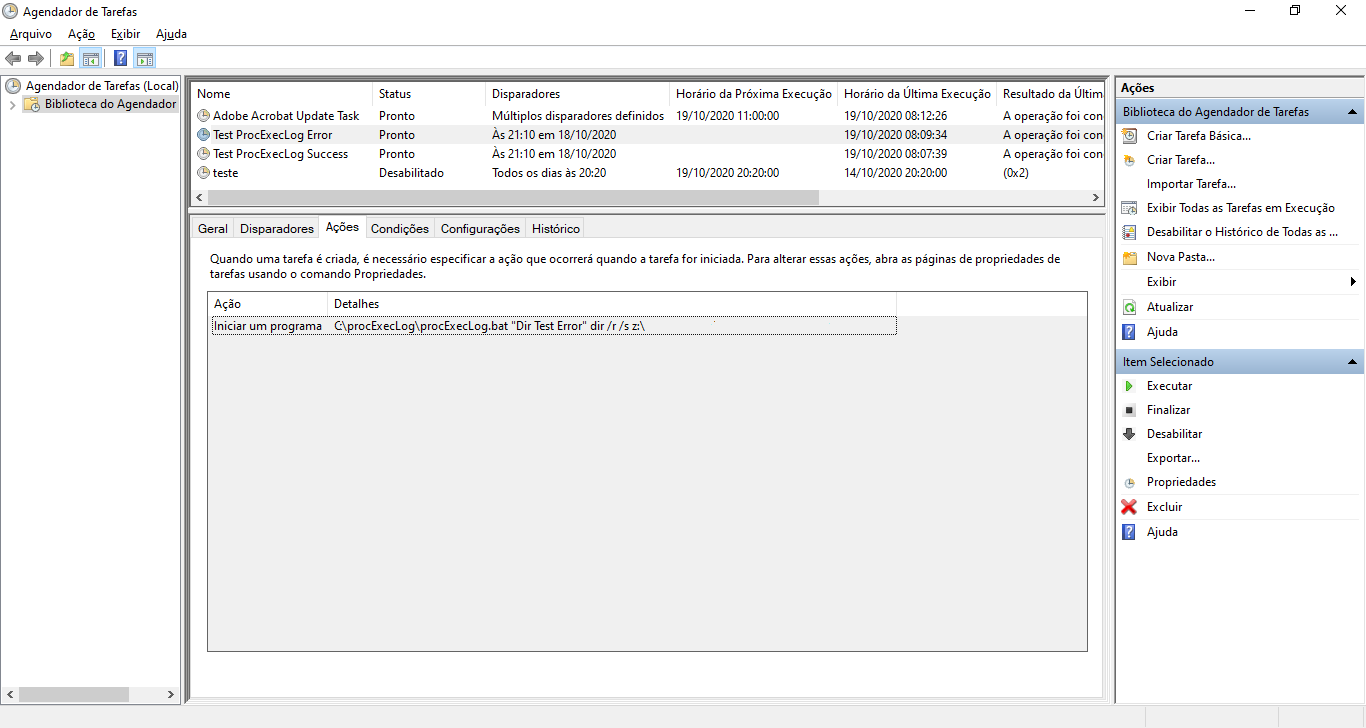 Agendador de Tarefas
Arquivo Ação Exibir Ajuda
Agendador de Tarefas (Local)
Biblioteca do Agendador
Nome Status Disparadores Horário da Próxima Execução Horário da Última Execução Resultado da Última
Adobe Acrobat Update Task Pronto Múltiplos disparadores definidos 19/10/2020 11:00:00 19/10/2020 08:12:26 A operação foi con
Test ProcExecLog Error Pronto Às 21:10 em 18/10/2020 19/10/2020 08:09:34 A operação foi con
Test ProcExecLog Success Pronto Às 21:10 em 18/10/2020 19/10/2020 08:07:39 A operação foi con
teste Desabilitado Todos os dias às 20:20 19/10/2020 20:20:00 14/10/2020 20:20:00 (0x2)
Geral Disparadores Ações Condições Configurações Histórico
Quando uma tarefa é criada, é necessário especificar a ação que ocorrerá quando a tarefa for iniciada. Para alterar essas ações, abra as páginas de propriedades de
tarefas usando o comando Propriedades.
Ação Detalhes
Iniciar um programa C\procExecLog\procExecLog.bat "Dir Test Error" dir /r /s z:\
Ações
Biblioteca do Agendador de Tarefas
Criar Tarefa Básica...
Criar Tarefa...
Importar Tarefa...
Exibir Todas as Tarefas em Execução
Desabilitar o Histórico de Todas as ...
Nova Pasta...
Exibir
Atualizar
Ajuda
Item Selecionado
Executar
Finalizar
Desabilitar
Exportar...
Propriedades
Excluir
Ajuda